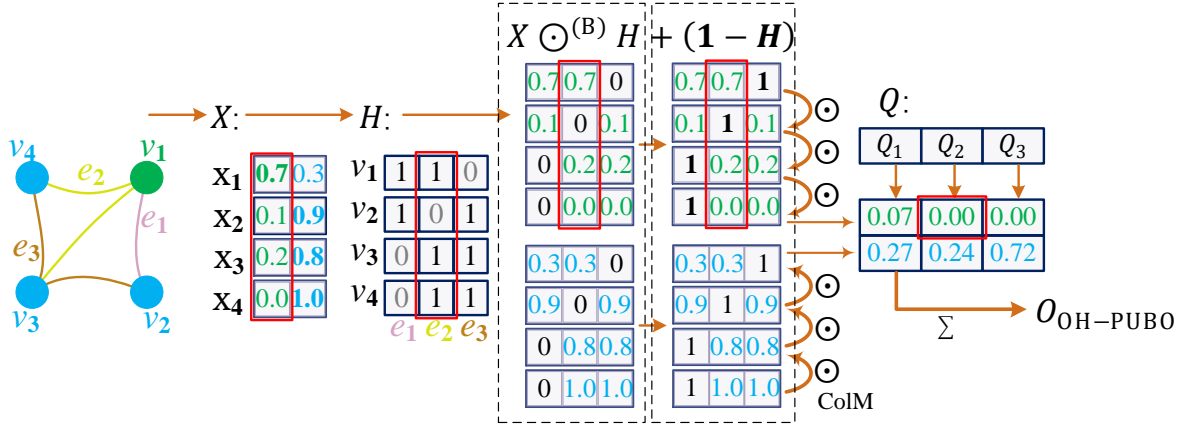 X ⊙(B) H + (1 − H)
X: H: Q:
v4 v1 e2 e1 e3 v3 v2
x1 0.7 0.3
x2 0.1 0.9
x3 0.2 0.8
x4 0.0 1.0
v1 1 1 0
v2 1 0 1
v3 0 1 1
v4 0 1 1
e1 e2 e3
0.7 0.7 0
0.1 0 0.1
0 0.2 0.2
0 0.0 0.0
0.3 0.3 0
0.9 0 0.9
0 0.8 0.8
0 1.0 1.0
0.7 0.7 1
0.1 1 0.1
1 0.2 0.2
1 0.0 0.0
⊙
⊙
⊙
0.3 0.3 1
0.9 1 0.9
1 0.8 0.8
1 1.0 1.0
⊙
⊙
⊙
ColM
Q1 Q2 Q3
0.07 0.00 0.00
0.27 0.24 0.72
Σ
OOH−PUBO